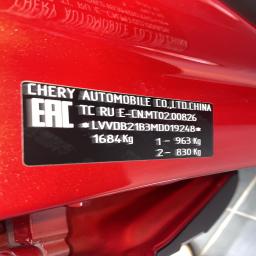 CHERY AUTOMOBILE CO.,LTD.CHINA
EAC TC RU E-CN.MT02.00826
*LVVDB21B3MD019248*
1684Kg 1- 963 Kg
2- 830 Kg